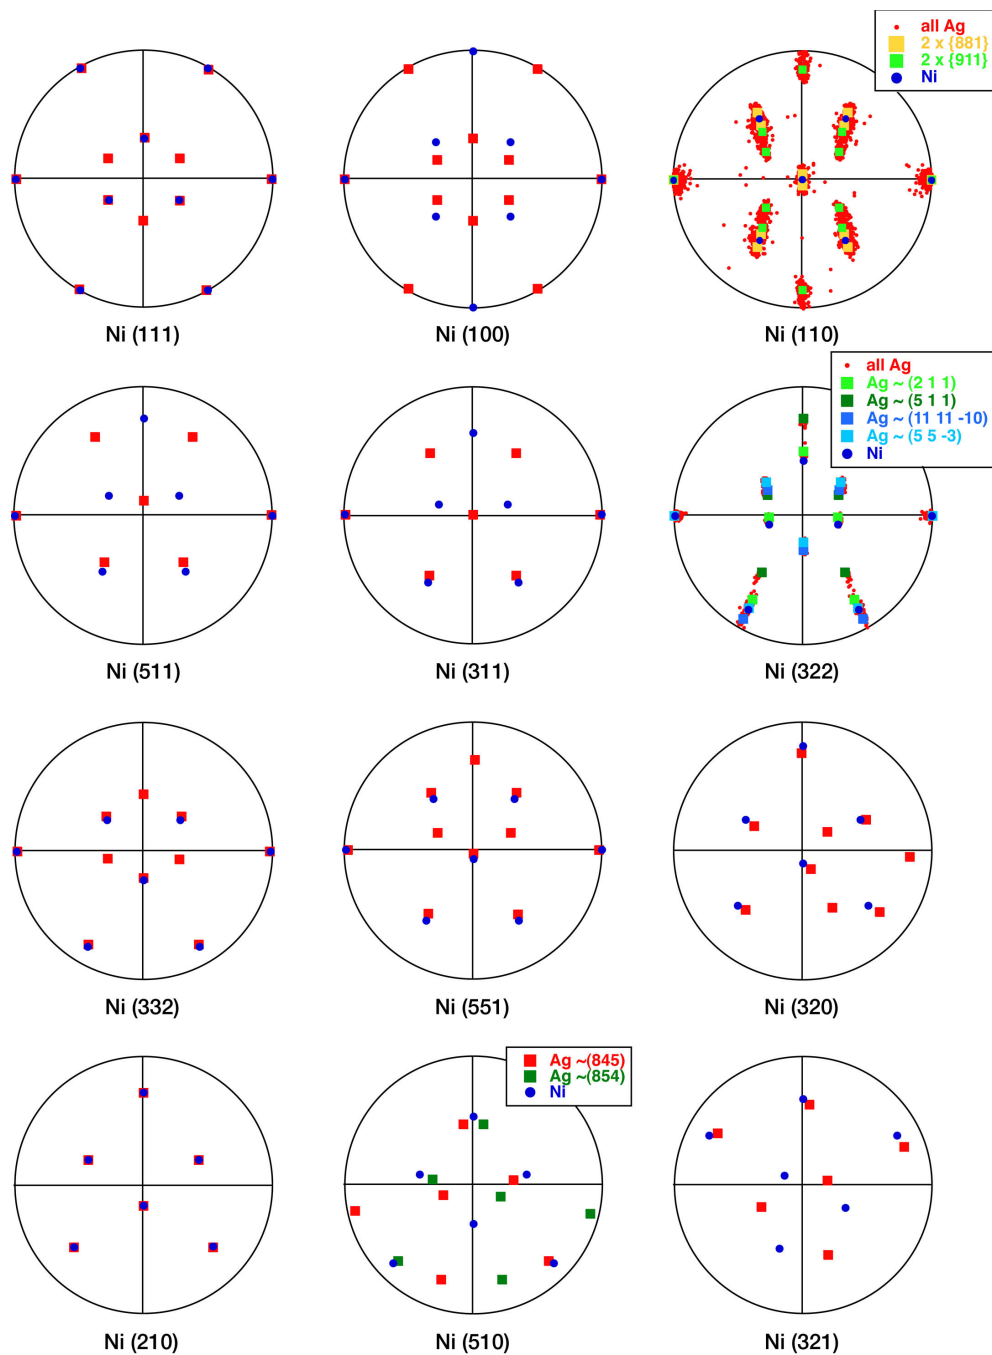 all Ag
2 x {881}
2 x {911}
Ni
Ni (111)
Ni (100)
Ni (110)
all Ag
Ag ~ (2 1 1)
Ag ~ (5 1 1)
Ag ~ (11 11 -10)
Ag ~ (5 5 -3)
Ni
Ni (511)
Ni (311)
Ni (322)
Ni (332)
Ni (551)
Ni (320)
Ag ~(845)
Ag ~(854)
Ni
Ni (210)
Ni (510)
Ni (321)